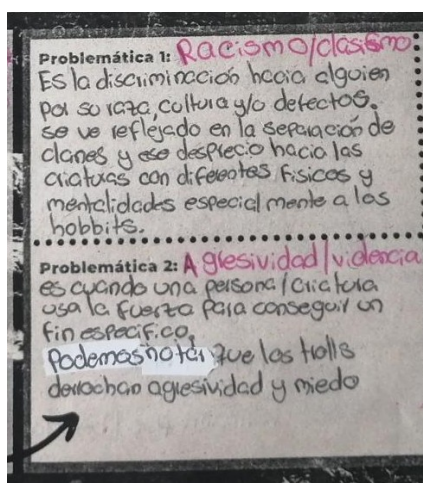 Problemática 1: Racismo/clasismo
Es la discriminación hacia alguien
por su raza, cultura y/o defectos.
se ve reflejado en la separación de
clanes y ese desprecio hacia las
criaturas con diferentes físicos y
mentalidades especialmente a los
hobbits.
Problemática 2: Agresividad/violencia
es cuando una persona/criatura
usa la fuerza para conseguir un
fin específico.
Podemos notar que los trolls
derrochan agresividad y miedo